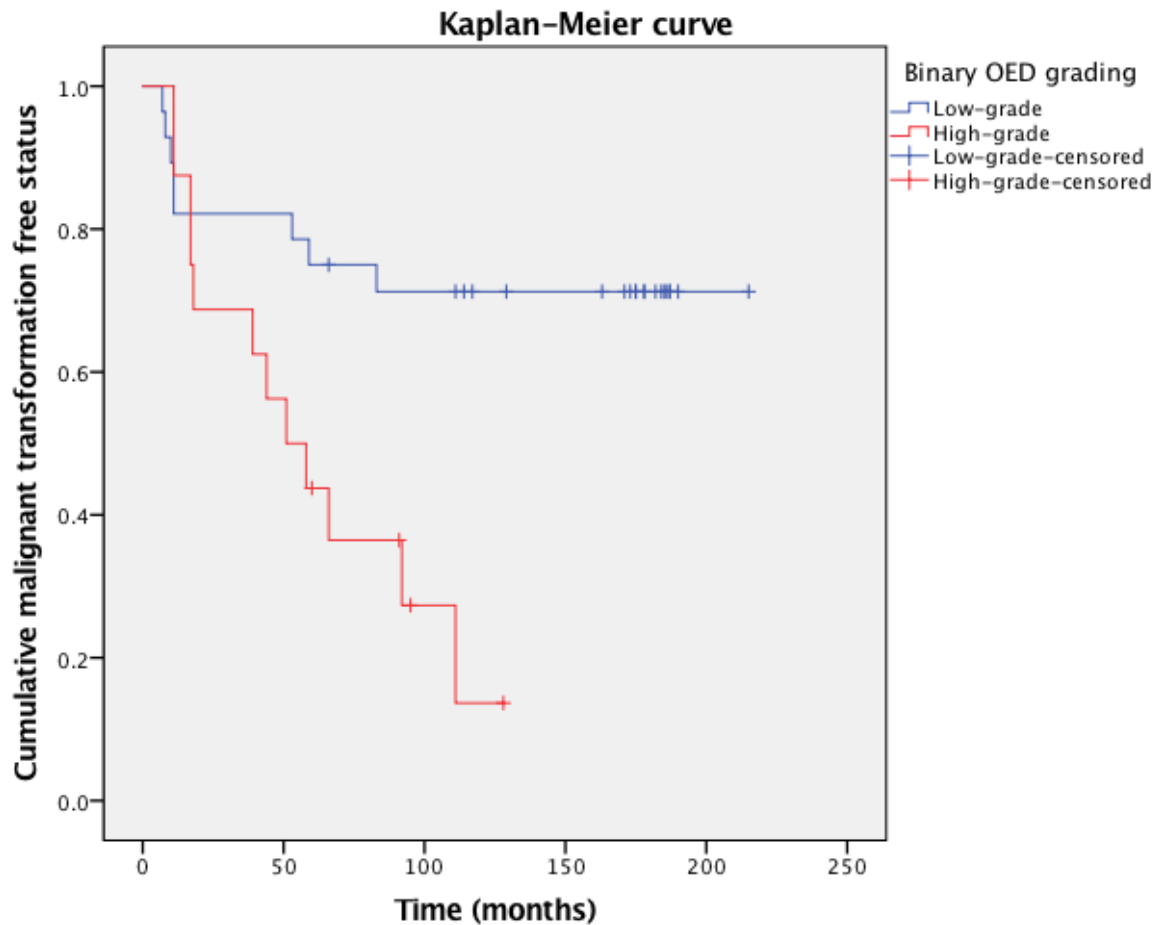 Kaplan–Meier curve
Binary OED grading
Low-grade
High-grade
Low-grade-censored
High-grade-censored
Cumulative malignant transformation free status
1.0
0.8
0.6
0.4
0.2
0.0
0 50 100 150 200 250
Time (months)